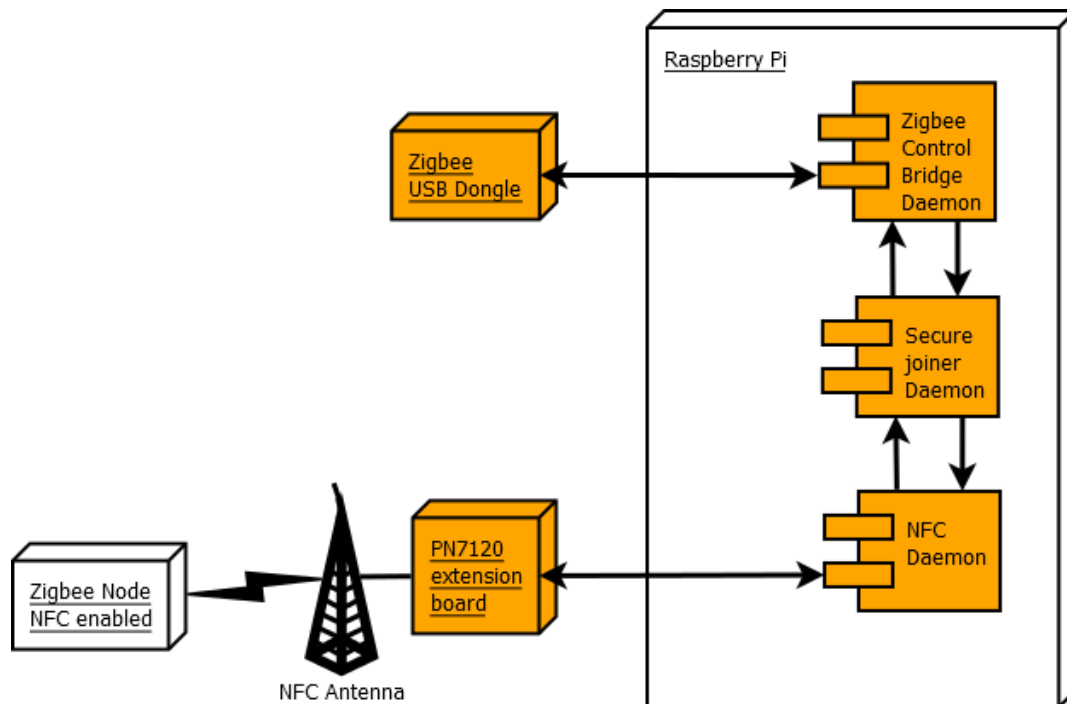 Raspberry Pi
Zigbee
Control
Bridge
Daemon
Zigbee
USB Dongle
Secure
joiner
Daemon
NFC
Daemon
PN7120
extension
board
Zigbee Node
NFC enabled
NFC Antenna